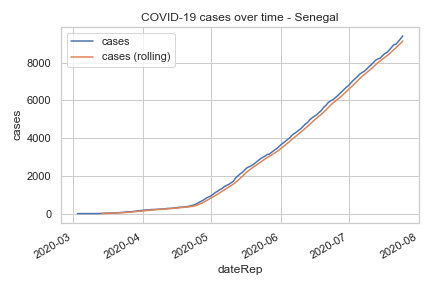 COVID-19 cases over time - Senegal
cases
cases (rolling)
8000
6000
4000
2000
0
cases
2020-03
2020-04
2020-05
2020-06
2020-07
2020-08
dateRep